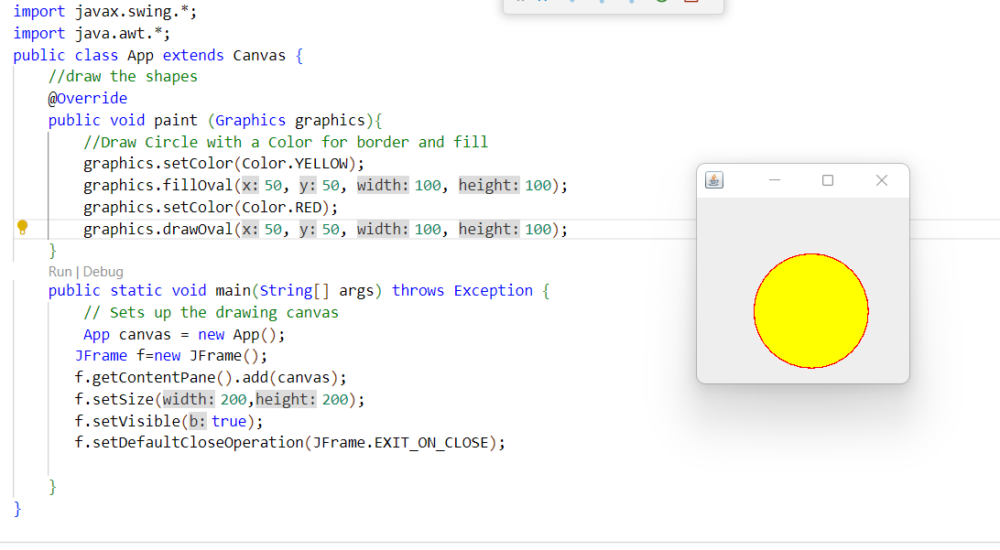 import javax.swing.*;
import java.awt.*;
public class App extends Canvas {
    //draw the shapes
    @Override
    public void paint (Graphics graphics){
        //Draw Circle with a Color for border and fill
        graphics.setColor(Color.YELLOW);
        graphics.fillOval(x: 50, y: 50, width: 100, height: 100);
        graphics.setColor(Color.RED);
        graphics.drawOval(x: 50, y: 50, width: 100, height: 100);
    }
    Run | Debug
    public static void main(String[] args) throws Exception {
        // Sets up the drawing canvas
        App canvas = new App();
       JFrame f=new JFrame();
       f.getContentPane().add(canvas);
       f.setSize(width: 200,height: 200);
       f.setVisible(b: true);
       f.setDefaultCloseOperation(JFrame.EXIT_ON_CLOSE);
    }
}